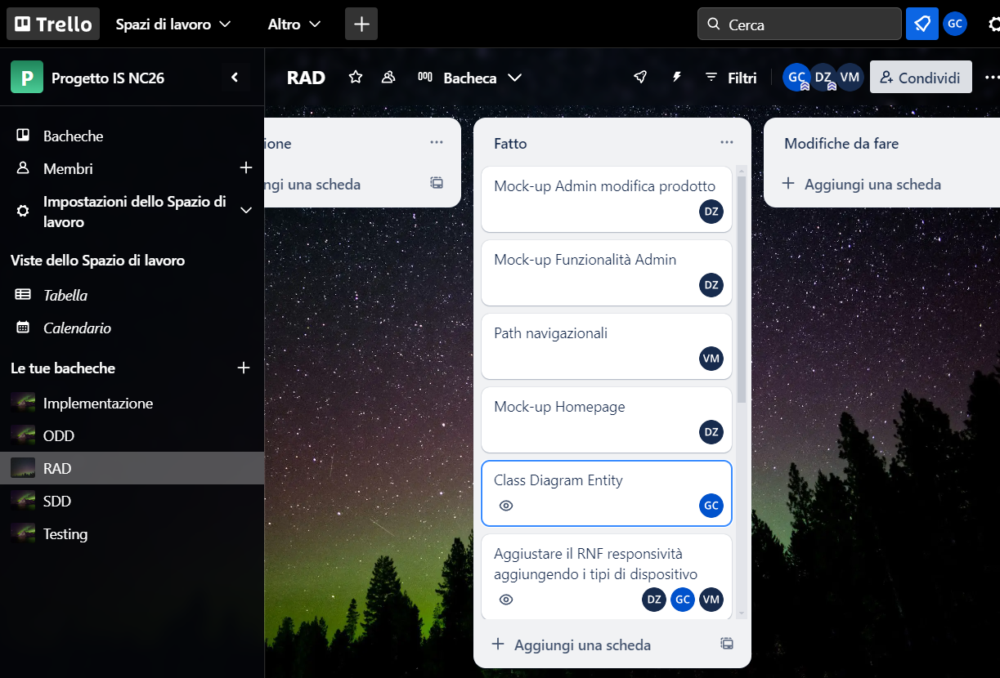 Trello
Spazi di lavoro
Altro
Cerca
GC
P
Progetto IS NC26
RAD
Bacheca
Filtri
GC
DZ
VM
Condividi
Bacheche
Membri
Impostazioni dello Spazio di
lavoro
Viste dello Spazio di lavoro
Tabella
Calendario
Le tue bacheche
Implementazione
ODD
RAD
SDD
Testing
ione
ngi una scheda
Fatto
Mock-up Admin modifica prodotto
DZ
Mock-up Funzionalità Admin
DZ
Path navigazionali
VM
Mock-up Homepage
DZ
Class Diagram Entity
GC
Aggiustare il RNF responsività
aggiungendo i tipi di dispositivo
DZ
GC
VM
Aggiungi una scheda
Modifiche da fare
Aggiungi una scheda